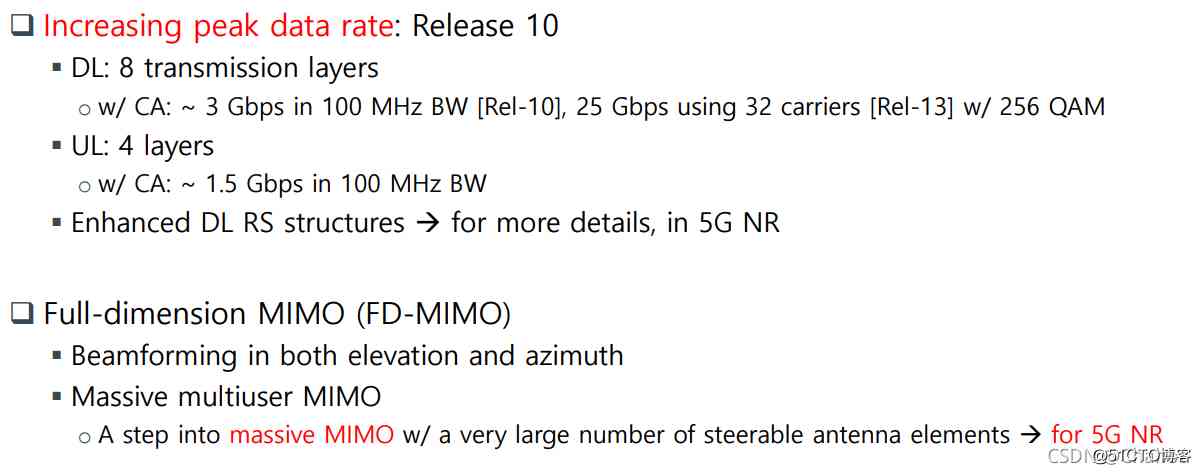 ❑ Increasing peak data rate: Release 10
▪ DL: 8 transmission layers
o w/ CA: ~ 3 Gbps in 100 MHz BW [Rel-10], 25 Gbps using 32 carriers [Rel-13] w/ 256 QAM
▪ UL: 4 layers
o w/ CA: ~ 1.5 Gbps in 100 MHz BW
▪ Enhanced DL RS structures → for more details, in 5G NR
❑ Full-dimension MIMO (FD-MIMO)
▪ Beamforming in both elevation and azimuth
▪ Massive multiuser MIMO
o A step into massive MIMO w/ a very large number of steerable antenna elements → for 5G NR
@51CTO博客